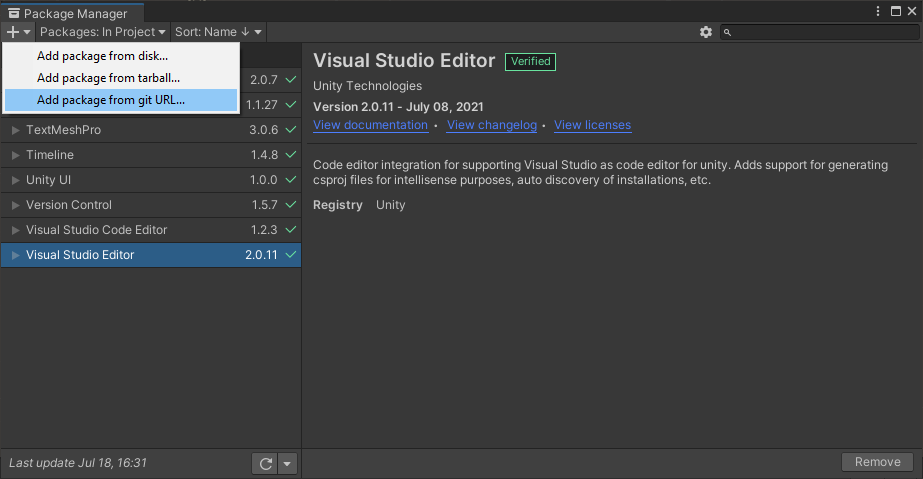 Package Manager
Packages: In Project
Sort: Name ↓
Add package from disk...
Add package from tarball...
Add package from git URL...
2.0.7
1.1.27
TextMeshPro 3.0.6
Timeline 1.4.8
Unity UI 1.0.0
Version Control 1.5.7
Visual Studio Code Editor 1.2.3
Visual Studio Editor 2.0.11
Last update Jul 18, 16:31
Visual Studio Editor Verified
Unity Technologies
Version 2.0.11 - July 08, 2021
View documentation • View changelog • View licenses
Code editor integration for supporting Visual Studio as code editor for unity. Adds support for generating
csproj files for intellisense purposes, auto discovery of installations, etc.
Registry Unity
Remove